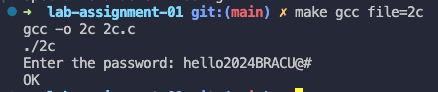 ➜ lab-assignment-01 git:(main) ✗ make gcc file=2c
gcc -o 2c 2c.c
./2c
Enter the password: hello2024BRACU@#
OK